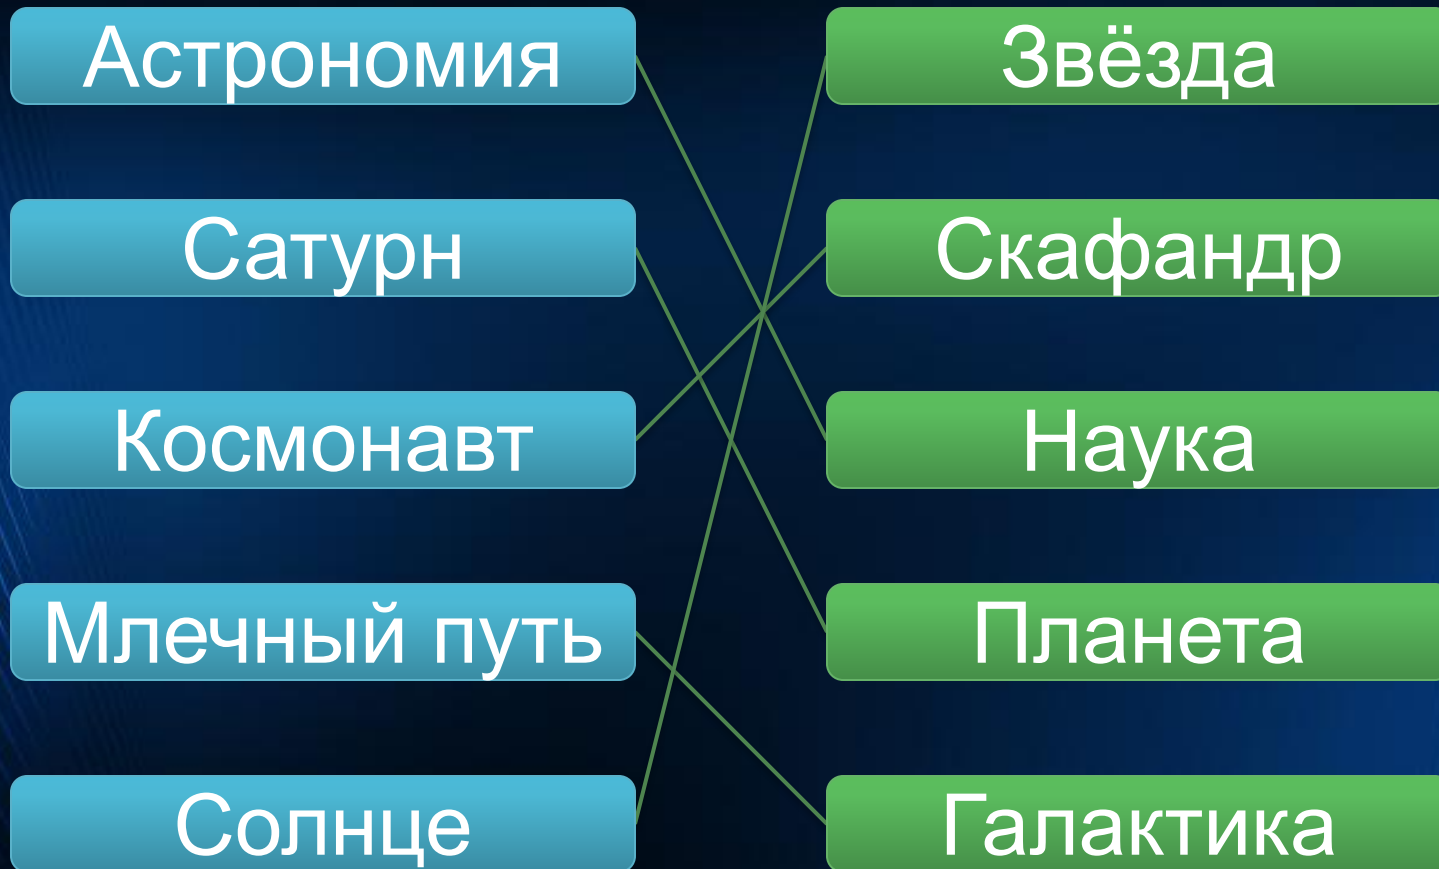 Астрономия
Звёзда
Сатурн
Скафандр
Космонавт
Наука
Млечный путь
Планета
Солнце
Галактика